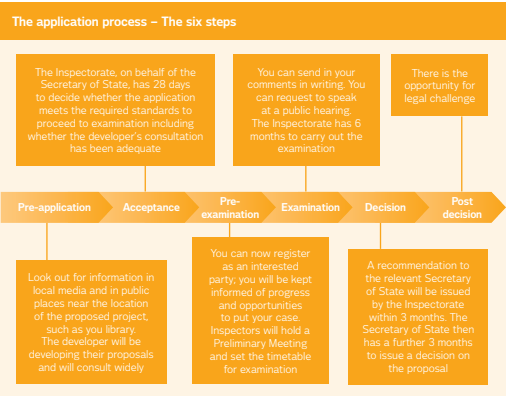 The application process – The six steps
The Inspectorate, on behalf of the
Secretary of State, has 28 days
to decide whether the application
meets the required standards to
proceed to examination including
whether the developer's consultation
has been adequate
You can send in your
comments in writing. You
can request to speak
at a public hearing.
The Inspectorate has 6
months to carry out the
examination
There is the
opportunity for
legal challenge
Pre-application
Acceptance
Pre-
examination
Examination
Decision
Post
decision
Look out for information in
local media and in public
places near the location
of the proposed project,
such as you library.
The developer will be
developing their proposals
and will consult widely
You can now register
as an interested
party; you will be kept
informed of progress
and opportunities
to put your case.
Inspectors will hold a
Preliminary Meeting
and set the timetable
for examination
A recommendation to
the relevant Secretary
of State will be issued
by the Inspectorate
within 3 months. The
Secretary of State then
has a further 3 months
to issue a decision on
the proposal